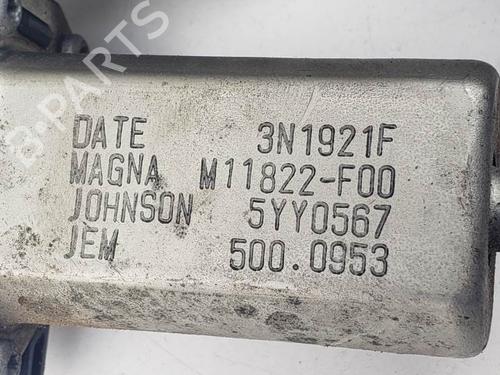 B-PARTS
DATE 3N1921F
MAGNA M11822-F00
JOHNSON 5YY0567
JEM 500.0953